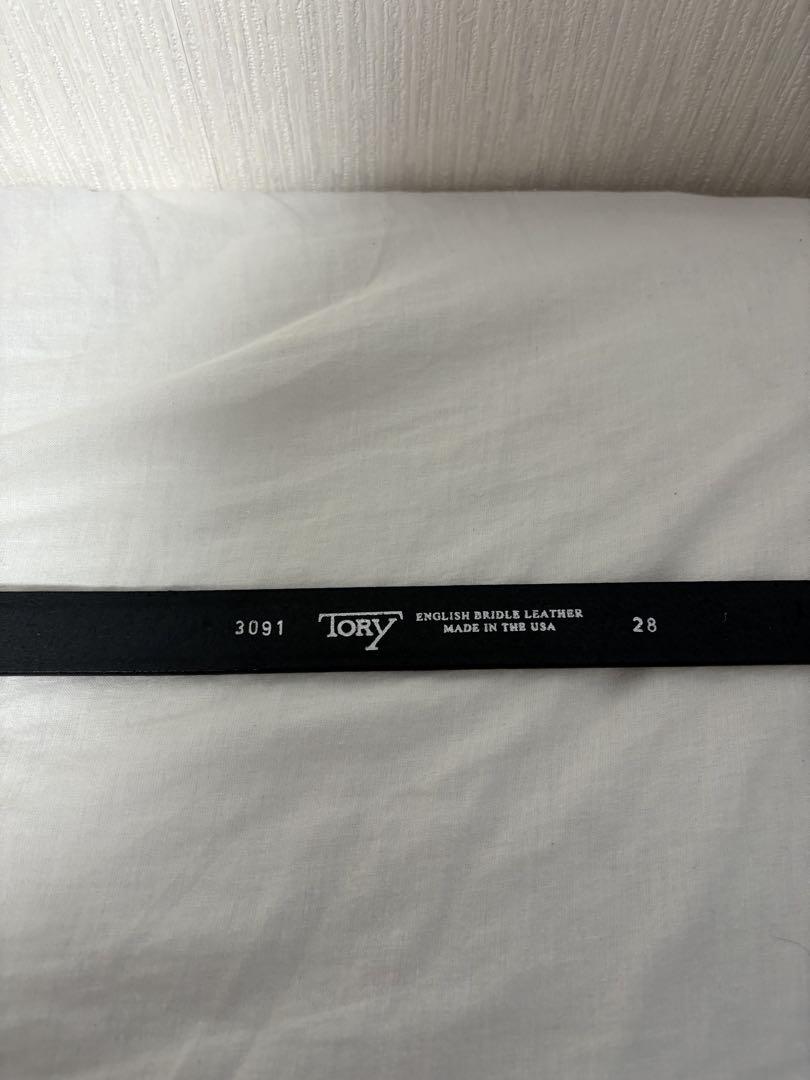 3091 TORY ENGLISH BRIDLE LEATHER
MADE IN THE USA 28